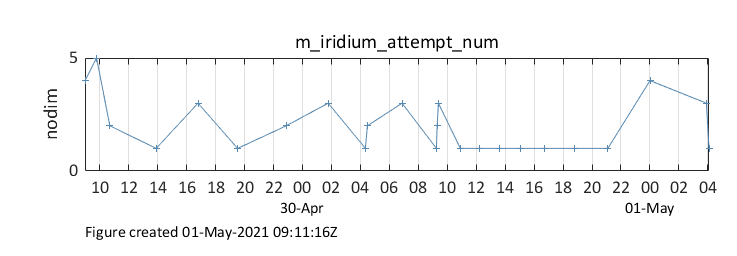 m_iridium_attempt_num
5
nodim
0
10 12 14 16 18 20 22 00 02 04 06 08 10 12 14 16 18 20 22 00 02 04
30-Apr 01-May
Figure created 01-May-2021 09:11:16Z